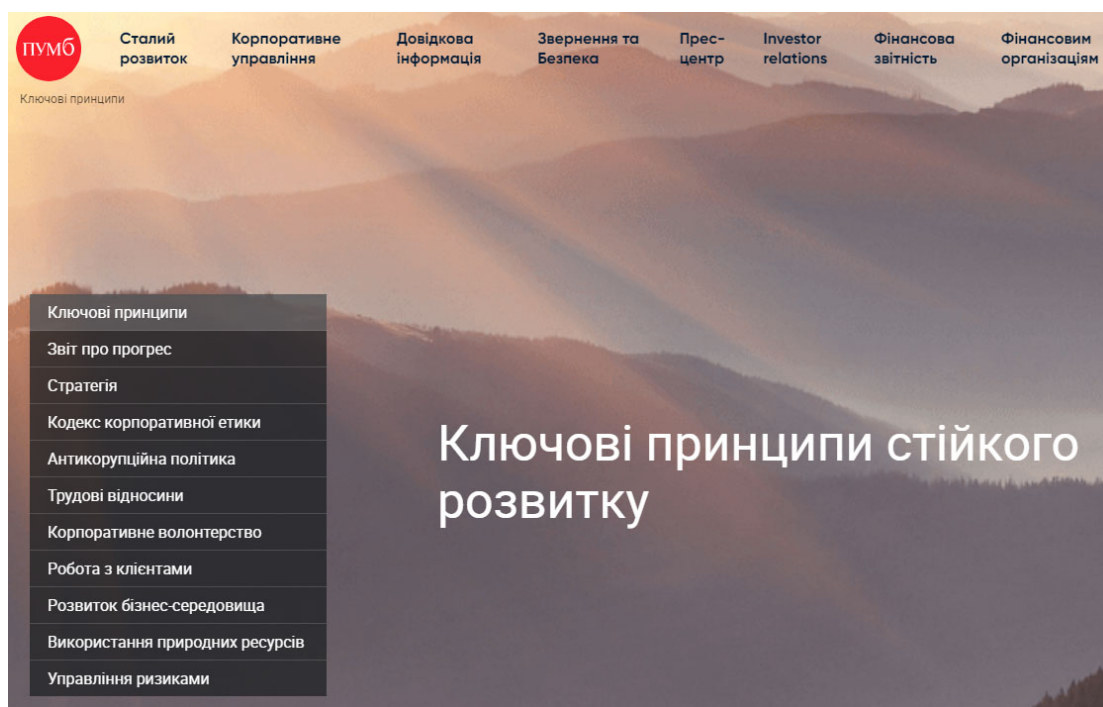 ПУМБ
Сталий розвиток
Корпоративне управління
Довідкова інформація
Звернення та Безпека
Прес-центр
Investor relations
Фінансова звітність
Фінансовим організаціям
Ключові принципи
Ключові принципи
Звіт про прогрес
Стратегія
Кодекс корпоративної етики
Антикорупційна політика
Трудові відносини
Корпоративне волонтерство
Робота з клієнтами
Розвиток бізнес-середовища
Використання природних ресурсів
Управління ризиками
Ключові принципи стійкого
розвитку